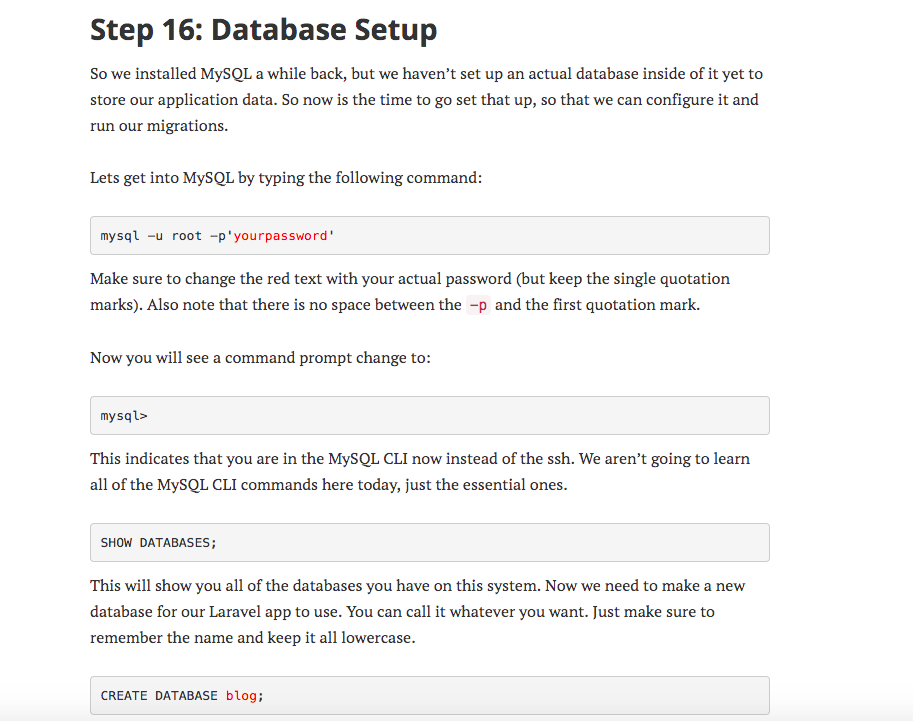 Step 16: Database Setup
So we installed MySQL a while back, but we haven’t set up an actual database inside of it yet to
store our application data. So now is the time to go set that up, so that we can configure it and
run our migrations.
Lets get into MySQL by typing the following command:
mysql –u root –p'yourpassword'
Make sure to change the red text with your actual password (but keep the single quotation
marks). Also note that there is no space between the –p and the first quotation mark.
Now you will see a command prompt change to:
mysql>
This indicates that you are in the MySQL CLI now instead of the ssh. We aren’t going to learn
all of the MySQL CLI commands here today, just the essential ones.
SHOW DATABASES;
This will show you all of the databases you have on this system. Now we need to make a new
database for our Laravel app to use. You can call it whatever you want. Just make sure to
remember the name and keep it all lowercase.
CREATE DATABASE blog;